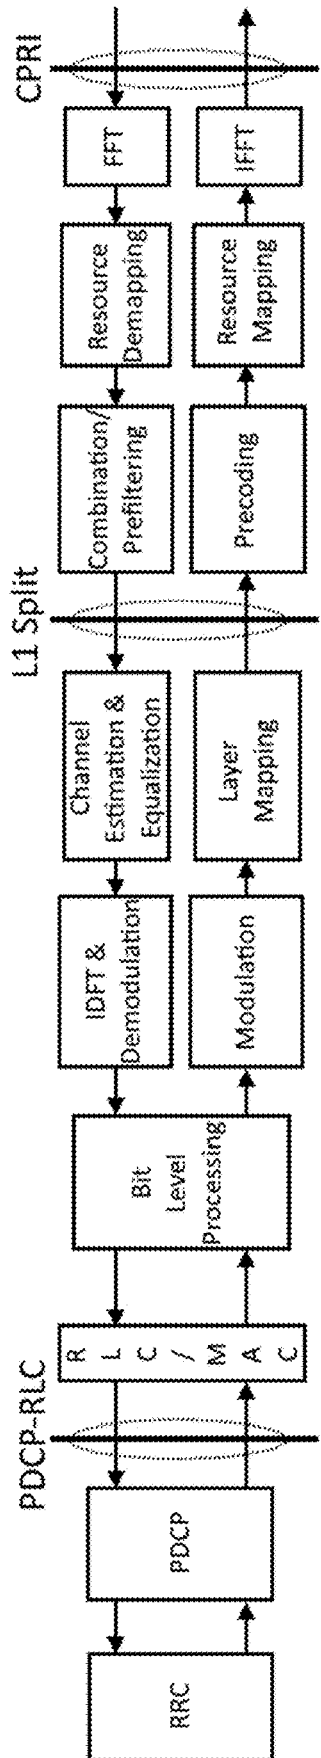 PDCP-RLC
L1 Split
CPRI
RRC
PDCP
R
L
C
/
M
A
C
Bit
Level
Processing
IDFT &
Demodulation
Channel
Estimation &
Equalization
Combination/
Prefiltering
Resource
Demapping
FFT
Modulation
Layer
Mapping
Precoding
Resource
Mapping
IFFT